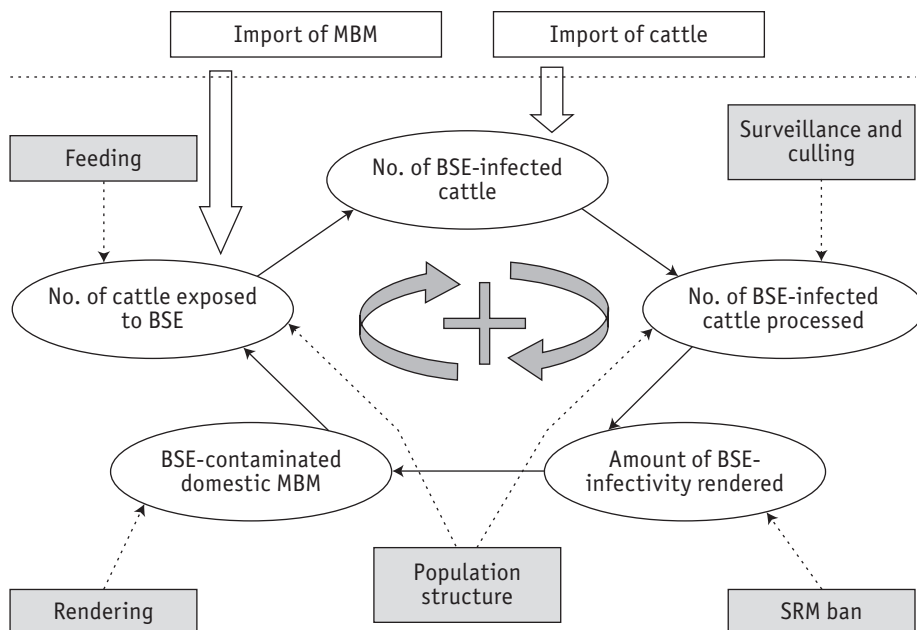 Import of MBM
Import of cattle
Feeding
Surveillance and
culling
No. of BSE-infected
cattle
No. of cattle exposed
to BSE
No. of BSE-infected
cattle processed
BSE-contaminated
domestic MBM
Amount of BSE-
infectivity rendered
Rendering
Population
structure
SRM ban